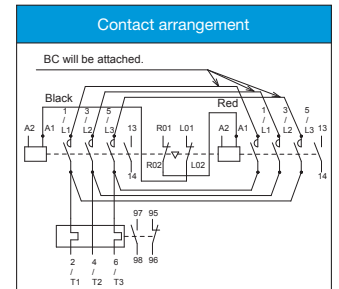 Contact arrangement
BC will be attached.
Black
Red
1 3 5
/ / /
A2 A1 L1 L2 L3 13
R01 L01
A2 A1
1 3 5
/ / /
L1 L2 L3 13
R02 L02
14
14
97 95
98 96
2 4 6
/ / /
T1 T2 T3